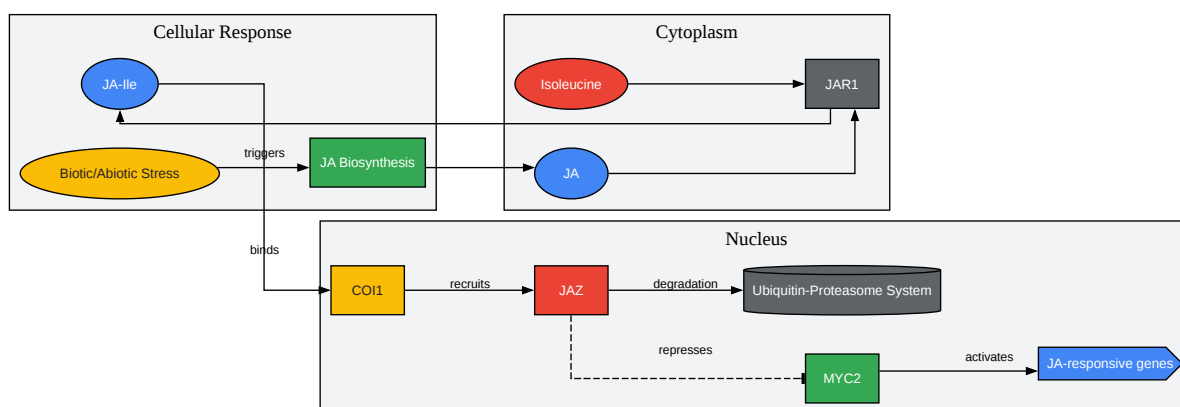 Cellular Response
Cytoplasm
JA-Ile
Isoleucine
JAR1
Biotic/Abiotic Stress
triggers
JA Biosynthesis
JA
binds
Nucleus
COI1
recruits
JAZ
degradation
Ubiquitin-Proteasome System
represses
MYC2
activates
JA-responsive genes